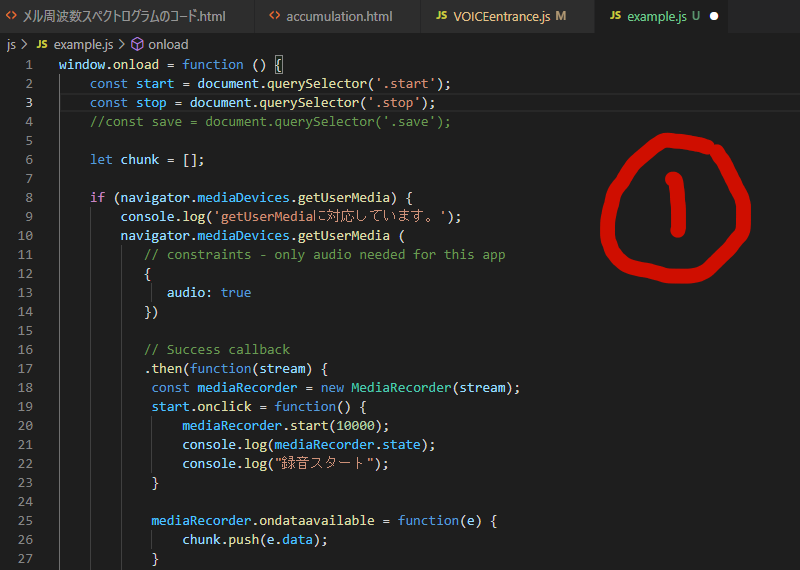 メル周波数スペクトログラムのコード.html accumulation.html JS VOICEentrance.js M JS example.js U
js > JS example.js > onload
1 window.onload = function () {
2 const start = document.querySelector('.start');
3 const stop = document.querySelector('.stop');
4 //const save = document.querySelector('.save');
5
6 let chunk = [];
7
8 if (navigator.mediaDevices.getUserMedia) {
9 console.log('getUserMediaに対応しています。');
10 navigator.mediaDevices.getUserMedia (
11 // constraints - only audio needed for this app
12 {
13 audio: true
14 })
15
16 // Success callback
17 .then(function(stream) {
18 const mediaRecorder = new MediaRecorder(stream);
19 start.onclick = function() {
20 mediaRecorder.start(10000);
21 console.log(mediaRecorder.state);
22 console.log("録音スタート");
23 }
24
25 mediaRecorder.ondataavailable = function(e) {
26 chunk.push(e.data);
27 }
1